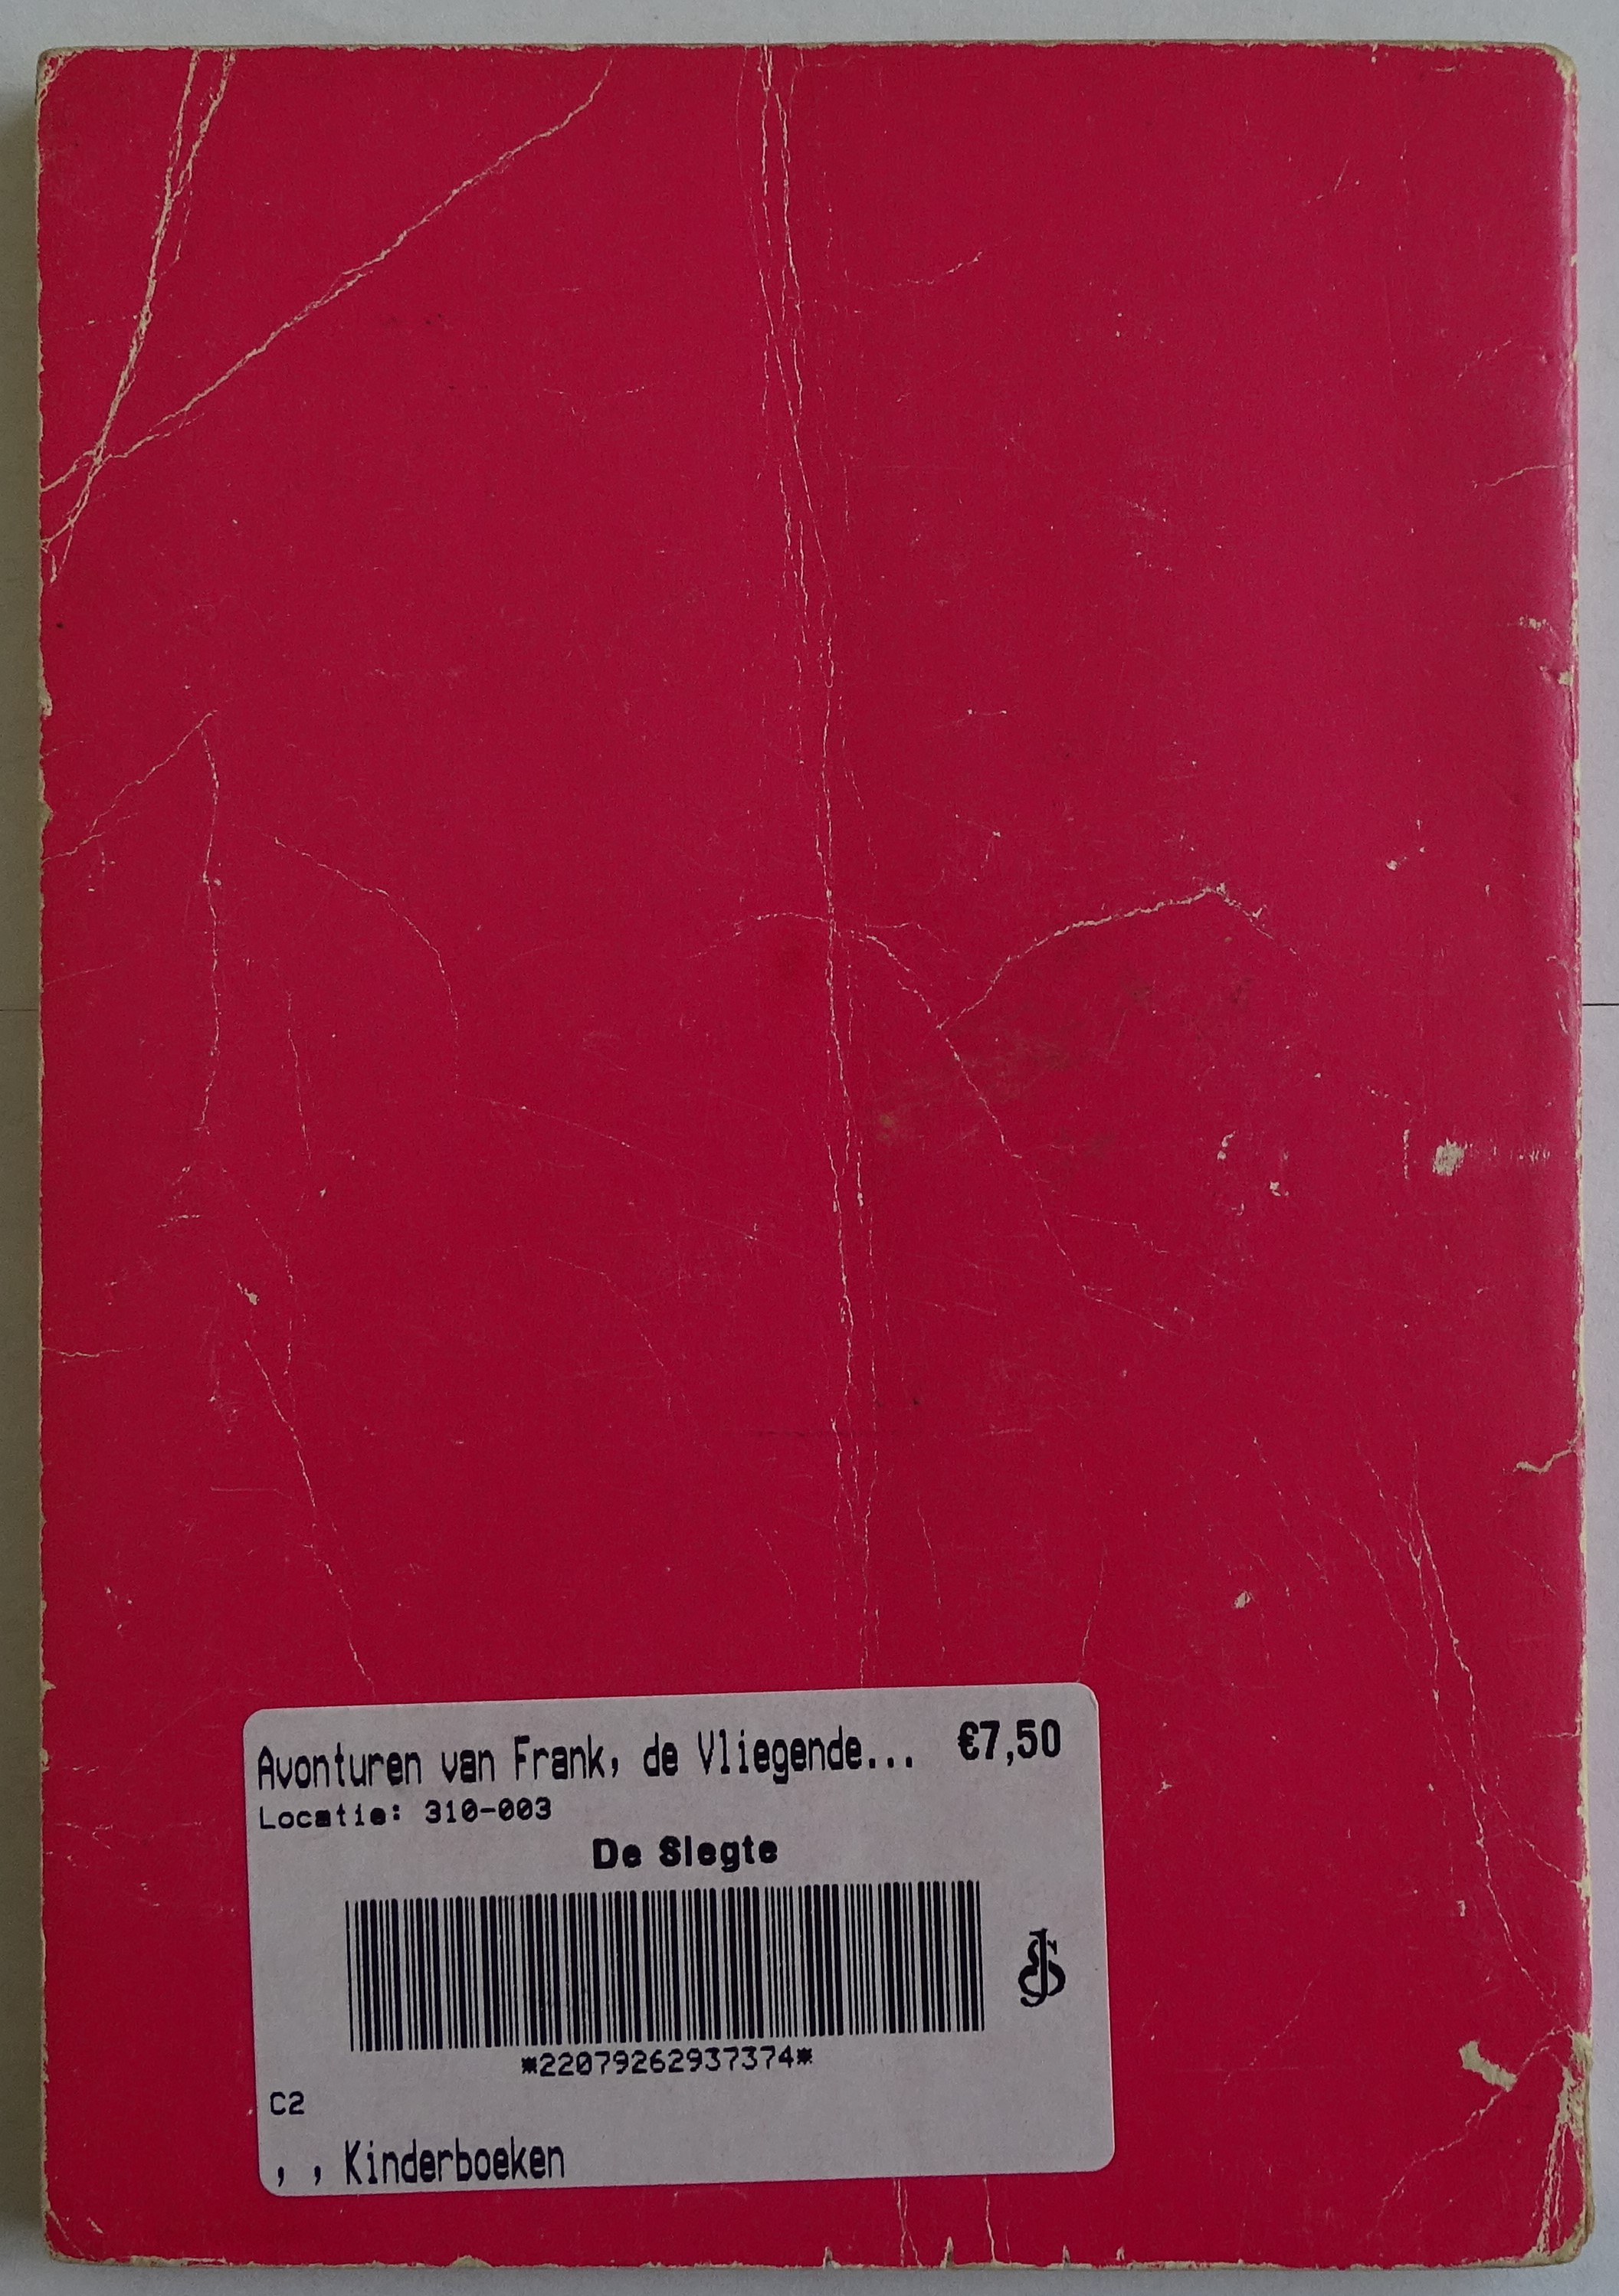 Avonturen van Frank, de Vliegende... €7,50
Locatie: 310-003
De Slegte
*22079262937374*
C2
, , Kinderboeken